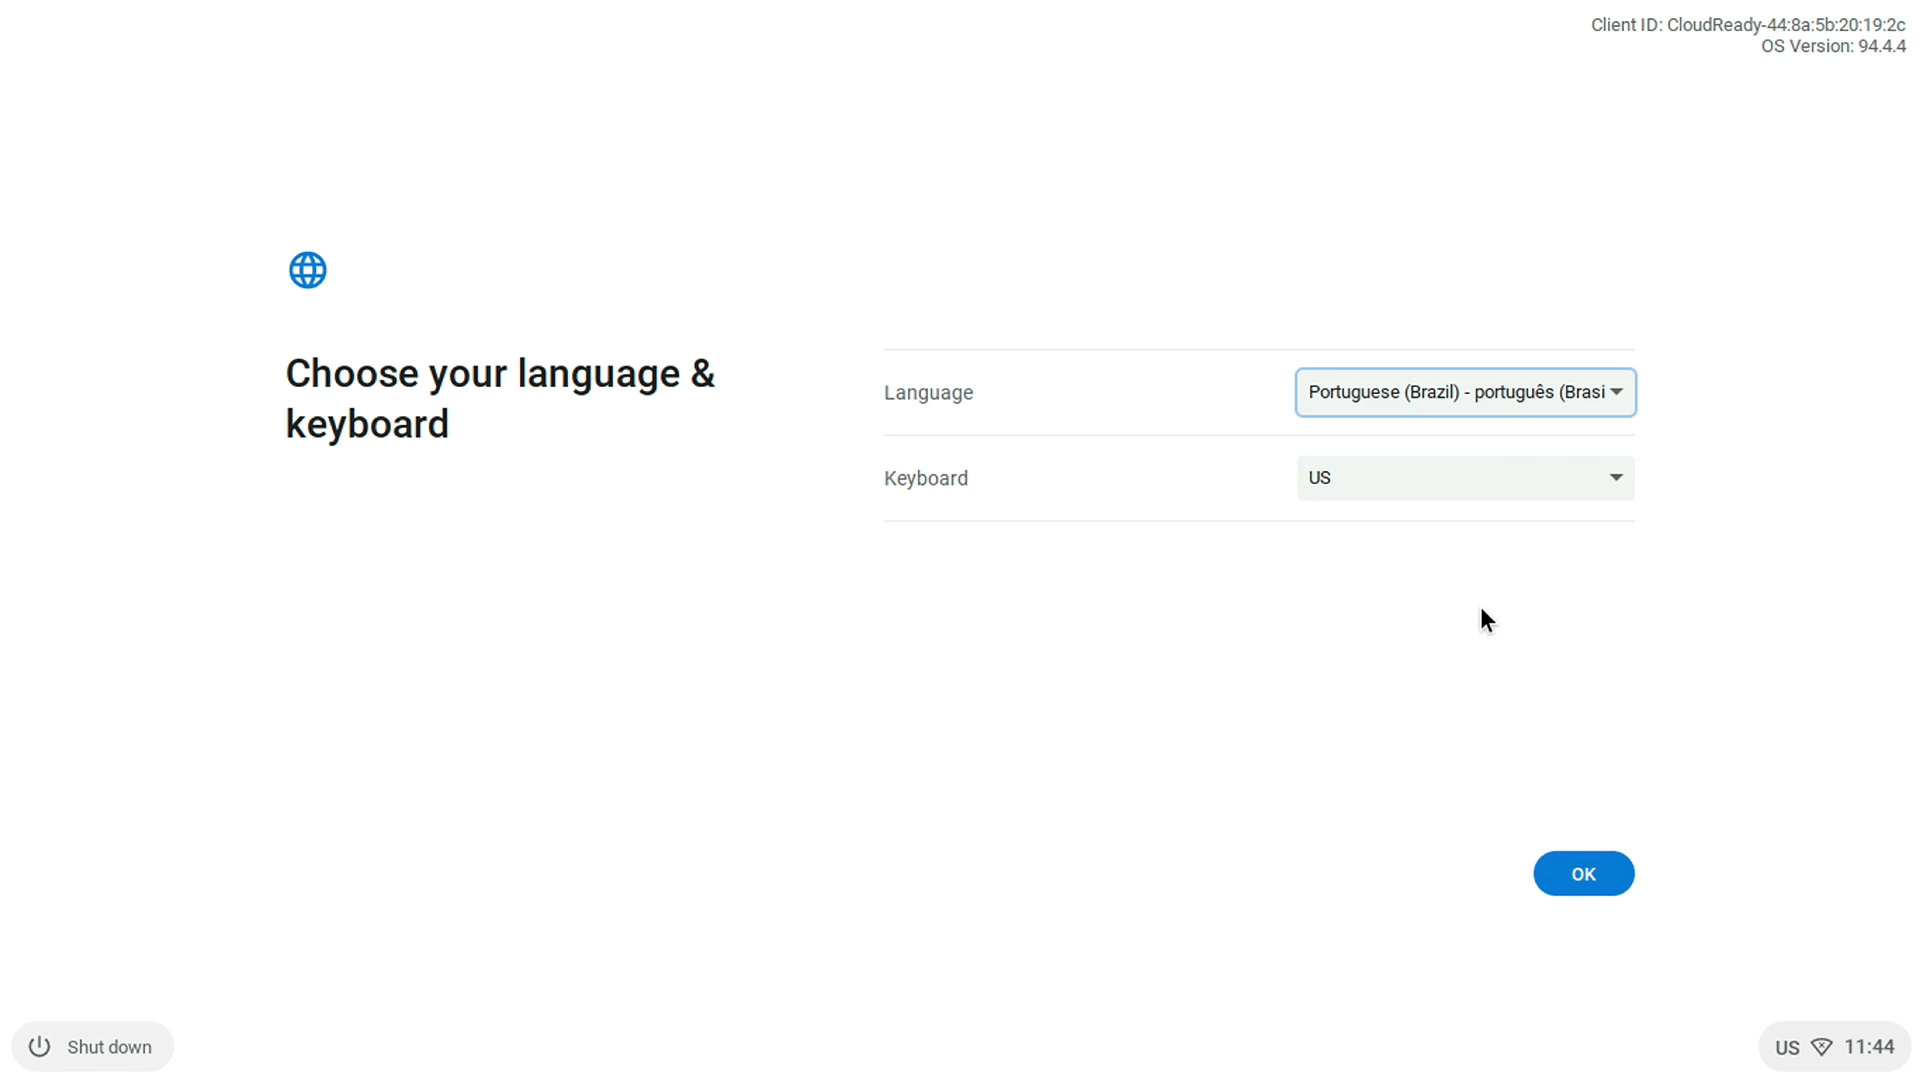 Client ID: CloudReady-44:8a:5b:20:19:2c
OS Version: 94.4.4
Choose your language &
keyboard
Language
Portuguese (Brazil) - português (Brasi
Keyboard
US
OK
Shut down
US 11:44